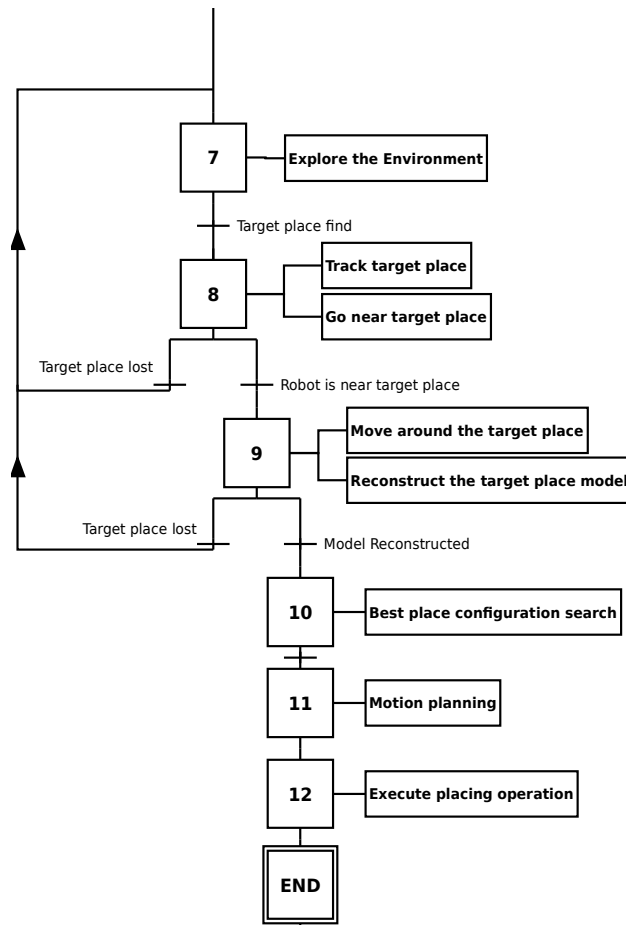 7
Explore the Environment
Target place find
8
Track target place
Go near target place
Target place lost
Robot is near target place
9
Move around the target place
Reconstruct the target place model
Target place lost
Model Reconstructed
10
Best place configuration search
11
Motion planning
12
Execute placing operation
END